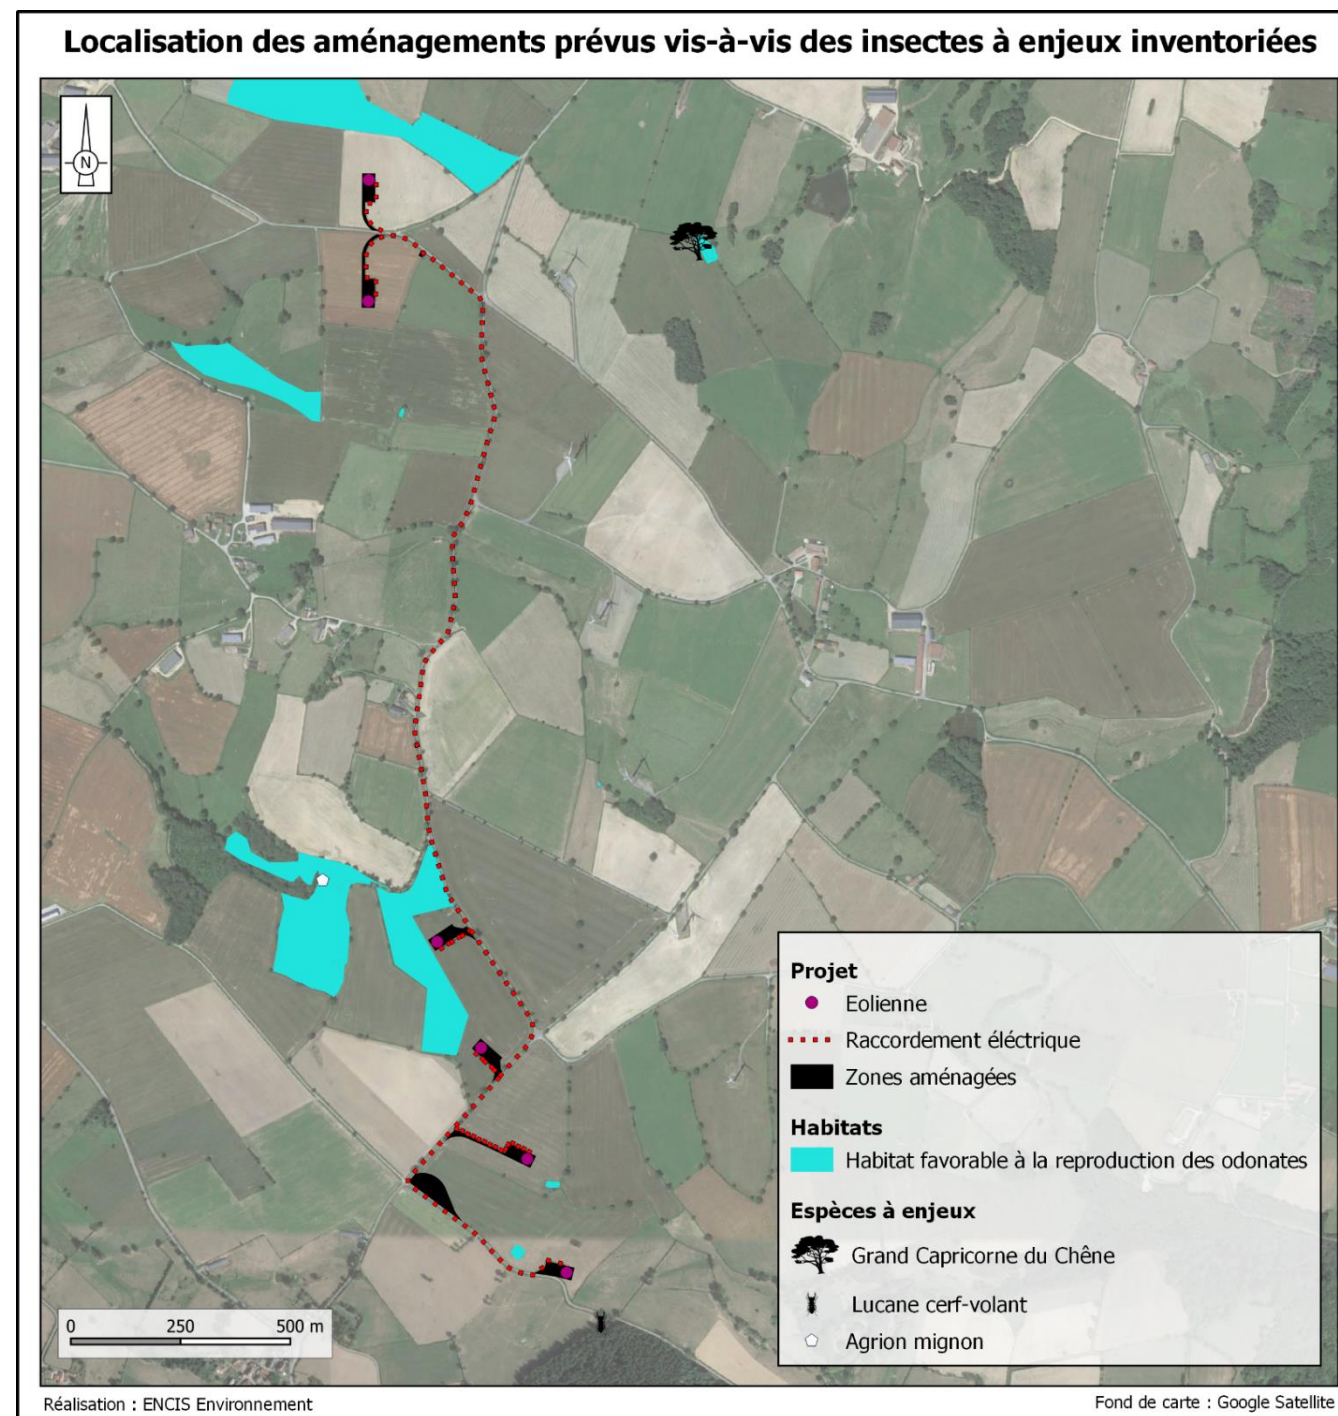 Localisation des aménagements prévus vis-à-vis des insectes à enjeux inventoriées
N
Projet
Eolienne
Raccordement éléctrique
Zones aménagées
Habitats
Habitat favorable à la reproduction des odonates
Espèces à enjeux
Grand Capricorne du Chêne
Lucane cerf-volant
Agrion mignon
0 250 500 m
Réalisation : ENCIS Environnement
Fond de carte : Google Satellite